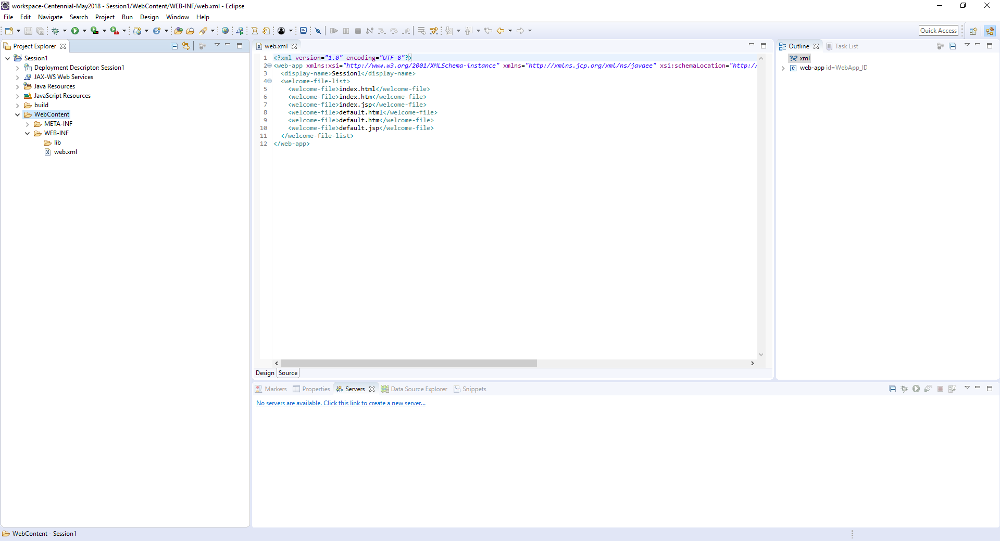 workspace-Centennial-May2018 - Session1/WebContent/WEB-INF/web.xml - Eclipse
File Edit Navigate Search Project Run Design Window Help
Quick Access
Project Explorer
Session1
Deployment Descriptor: Session1
JAX-WS Web Services
Java Resources
JavaScript Resources
build
WebContent
META-INF
WEB-INF
lib
web.xml
web.xml
1 <?xml version="1.0" encoding="UTF-8"?>
2 <web-app xmlns:xsi="http://www.w3.org/2001/XMLSchema-instance" xmlns="http://xmlns.jcp.org/xml/ns/javaee" xsi:schemaLocation="http:/
3 <display-name>Session1</display-name>
4 <welcome-file-list>
5 <welcome-file>index.html</welcome-file>
6 <welcome-file>index.htm</welcome-file>
7 <welcome-file>index.jsp</welcome-file>
8 <welcome-file>default.html</welcome-file>
9 <welcome-file>default.htm</welcome-file>
10 <welcome-file>default.jsp</welcome-file>
11 </welcome-file-list>
12 </web-app>
Design Source
Outline Task List
?-? xml
e web-app id=WebApp_ID
Markers Properties Servers Data Source Explorer Snippets
No servers are available. Click this link to create a new server...
WebContent - Session1